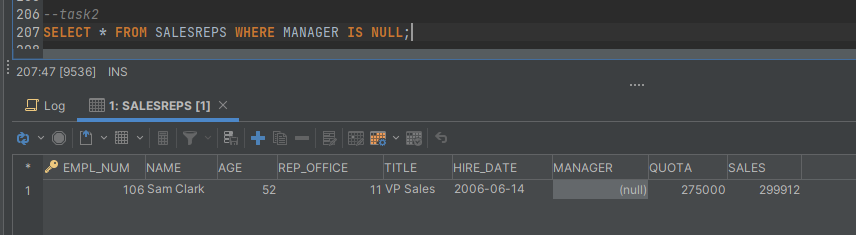 206
--task2
207 SELECT * FROM SALESREPS WHERE MANAGER IS NULL;
207:47 [9536] INS
Log 1: SALESREPS [1]
* EMPL_NUM NAME AGE REP_OFFICE TITLE HIRE_DATE MANAGER QUOTA SALES
1 106 Sam Clark 52 11 VP Sales 2006-06-14 (null) 275000 299912